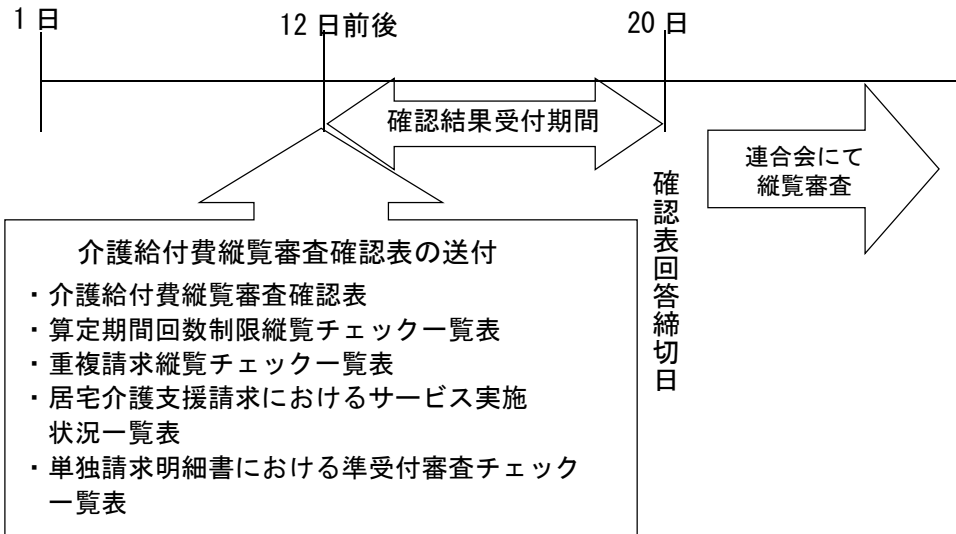 1 日
12 日前後
20 日
確認結果受付期間
連合会にて
縦覧審査
確認表回答締切日
介護給付費縦覧審査確認表の送付
・介護給付費縦覧審査確認表
・算定期間回数制限縦覧チェック一覧表
・重複請求縦覧チェック一覧表
・居宅介護支援請求におけるサービス実施
状況一覧表
・単独請求明細書における準受付審査チェック
一覧表